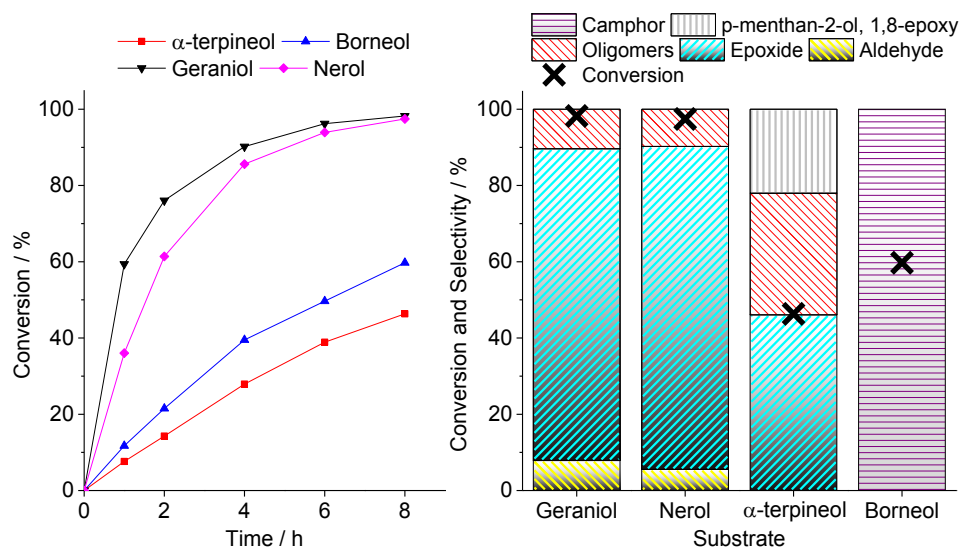 α-terpineol Borneol
Geraniol Nerol
100
80
60
40
20
0
Conversion / %
0 2 4 6 8
Time / h
Camphor p-menthan-2-ol, 1,8-epoxy
Oligomers Epoxide Aldehyde
Conversion
100
80
60
40
20
0
Conversion and Selectivity / %
Geraniol Nerol α-terpineol Borneol
Substrate